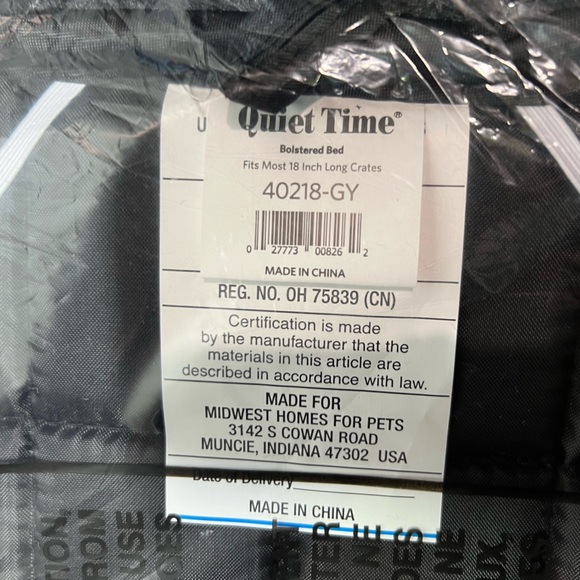 U
Quiet Time®
Bolstered Bed
Fits Most 18 Inch Long Crates
40218-GY
0 27773 00826 2
MADE IN CHINA
REG. NO. OH 75839 (CN)
Certification is made
by the manufacturer that the
materials in this article are
described in accordance with law.
MADE FOR
MIDWEST HOMES FOR PETS
3142 S COWAN ROAD
MUNCIE, INDIANA 47302 USA
Date of Delivery
MADE IN CHINA